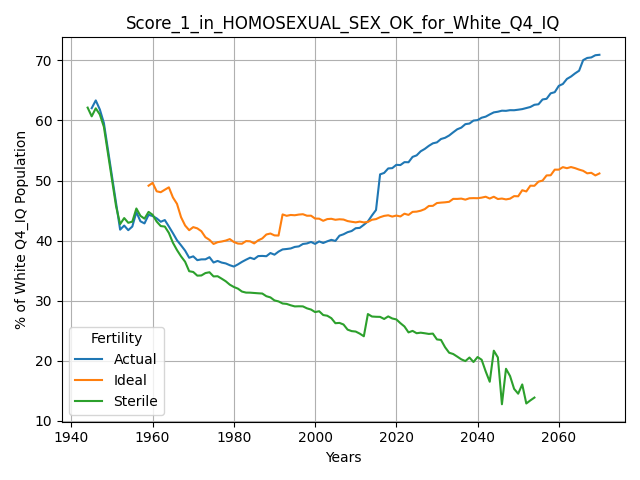 Score_1_in_HOMOSEXUAL_SEX_OK_for_White_Q4_IQ
% of White Q4_IQ Population
70
60
50
40
30
20
10
Fertility
Actual
Ideal
Sterile
1940
1960
1980
2000
2020
2040
2060
Years